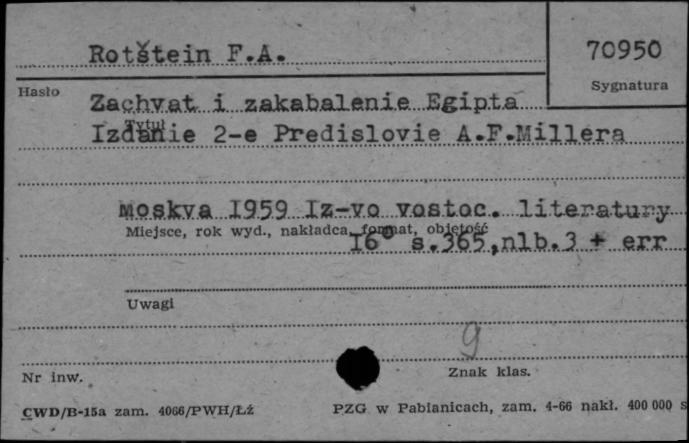 Rotštein F.A.
70950
Sygnatura
Hasło
Zachvat i zakabalenie Egipta
Tytuł
Izdanie 2-e Predislovie A.F.Millera
Moskva 1959 Iz-vo vostoc. literatury
Miejsce, rok wyd., nakładca, format, objętość
16° s.365,nlb.3 + err
Uwagi
9
Nr inw.
Znak klas.
CWD/B-15a zam. 4066/PWH/Łź
PZG w Pabianicach, zam. 4-66 nakł. 400 000 s